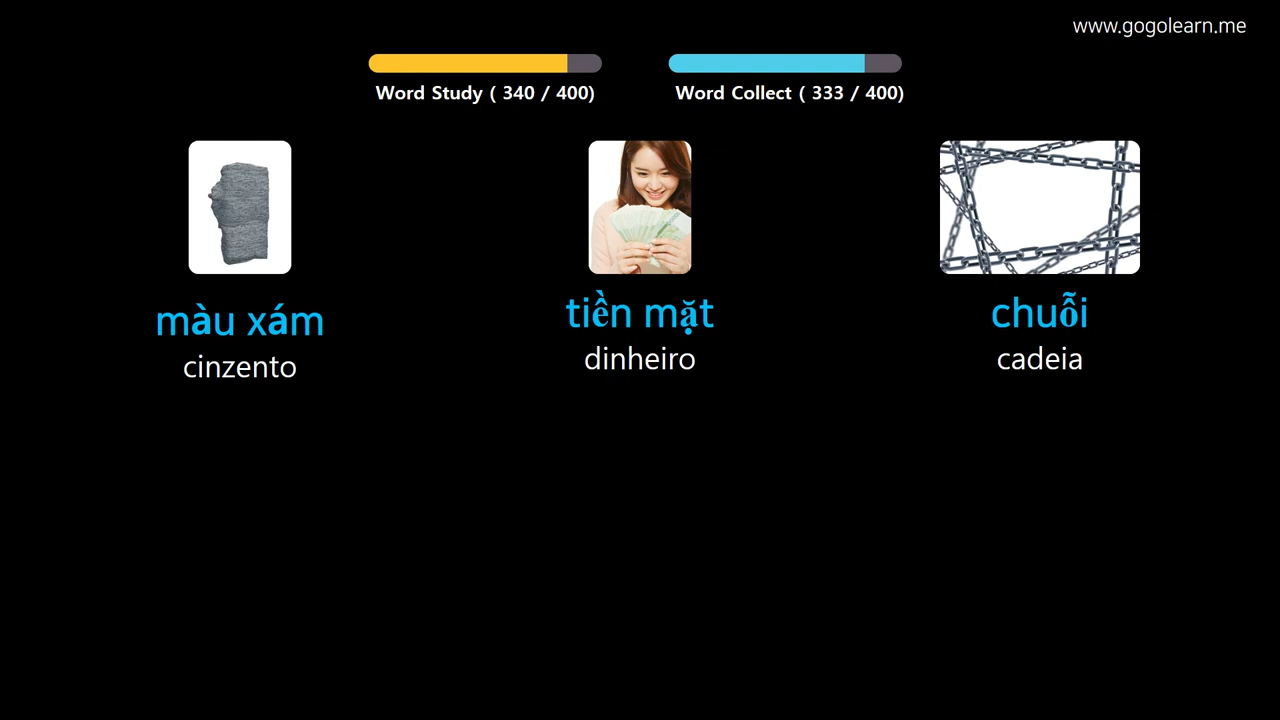 www.gogolearn.me
Word Study ( 340 / 400)
Word Collect ( 333 / 400)
màu xám
cinzento
tiền mặt
dinheiro
chuỗi
cadeia